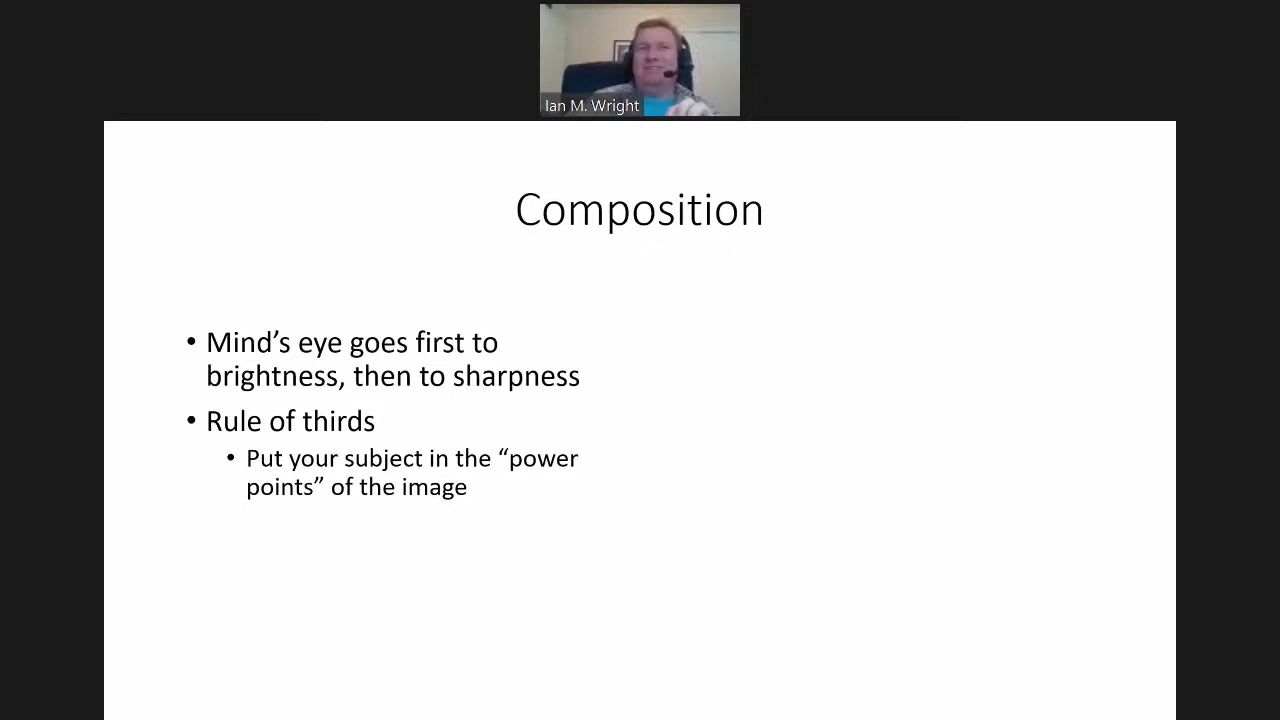 Ian M. Wright
Composition
• Mind’s eye goes first to
brightness, then to sharpness
• Rule of thirds
• Put your subject in the “power
points” of the image